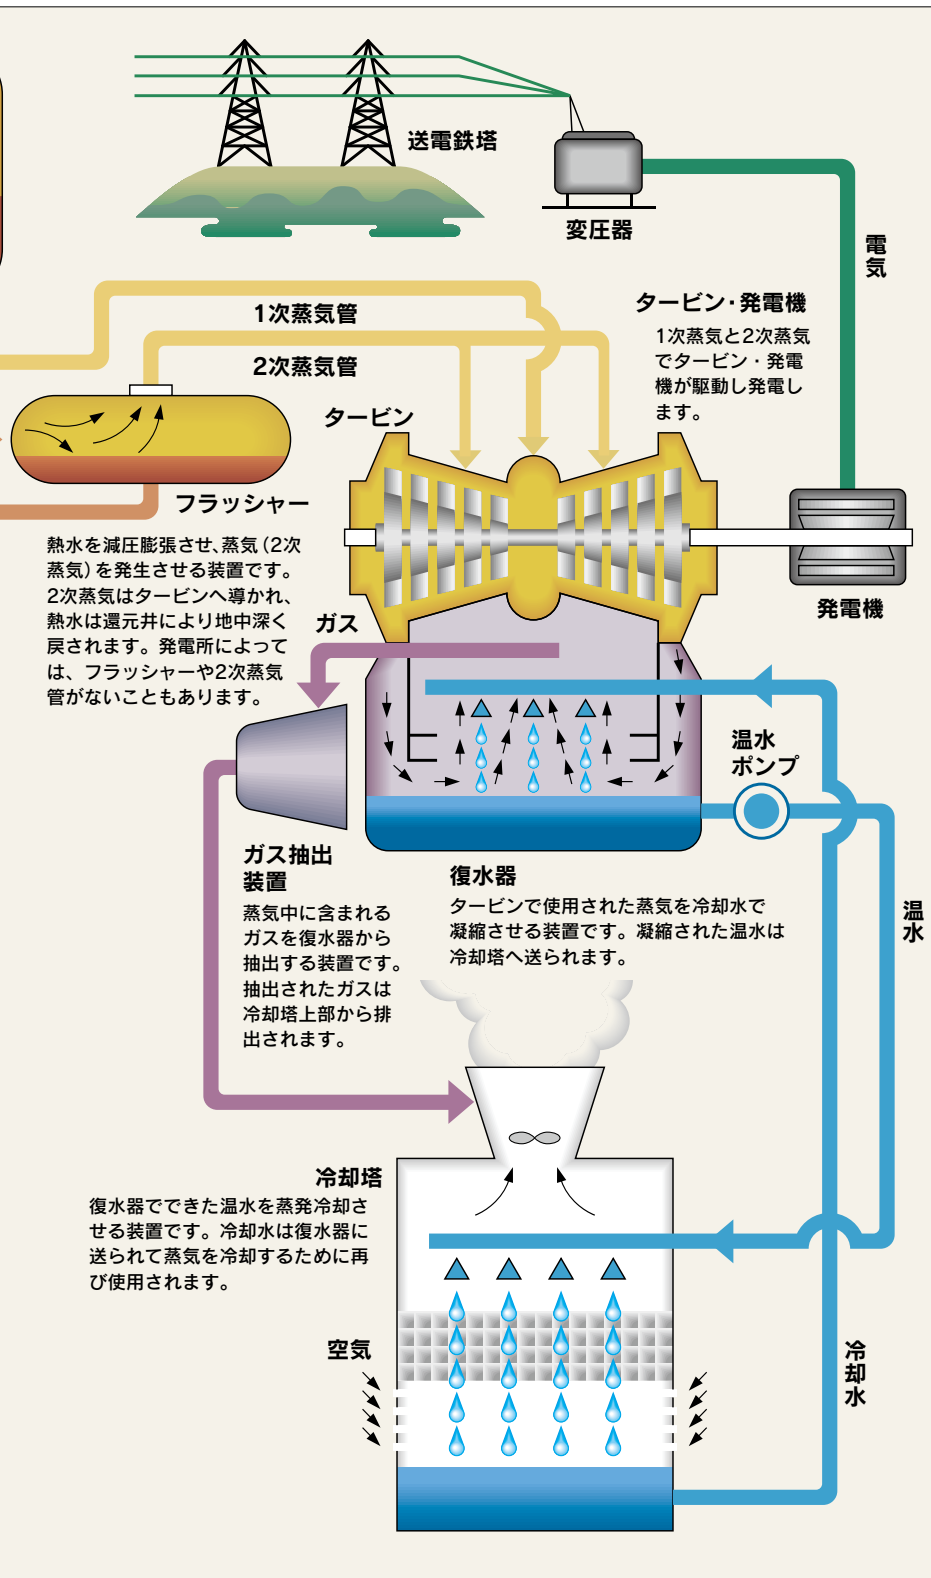 送電鉄塔
変圧器
電気
1次蒸気管
2次蒸気管
タービン・発電機
1次蒸気と2次蒸気
でタービン・発電
機が駆動し発電し
ます。
タービン
フラッシャー
熱水を減圧膨張させ、蒸気(2次
蒸気)を発生させる装置です。
2次蒸気はタービンへ導かれ、
熱水は還元井により地中深く
戻されます。発電所によって
は、フラッシャーや2次蒸気
管がないこともあります。
発電機
ガス
温水
ポンプ
ガス抽出
装置
蒸気中に含まれる
ガスを復水器から
抽出する装置です。
抽出されたガスは
冷却塔上部から排
出されます。
復水器
タービンで使用された蒸気を冷却水で
凝縮させる装置です。凝縮された温水は
冷却塔へ送られます。
温水
冷却塔
復水器でできた温水を蒸発冷却さ
せる装置です。冷却水は復水器に
送られて蒸気を冷却するために再
び使用されます。
空気
冷却水